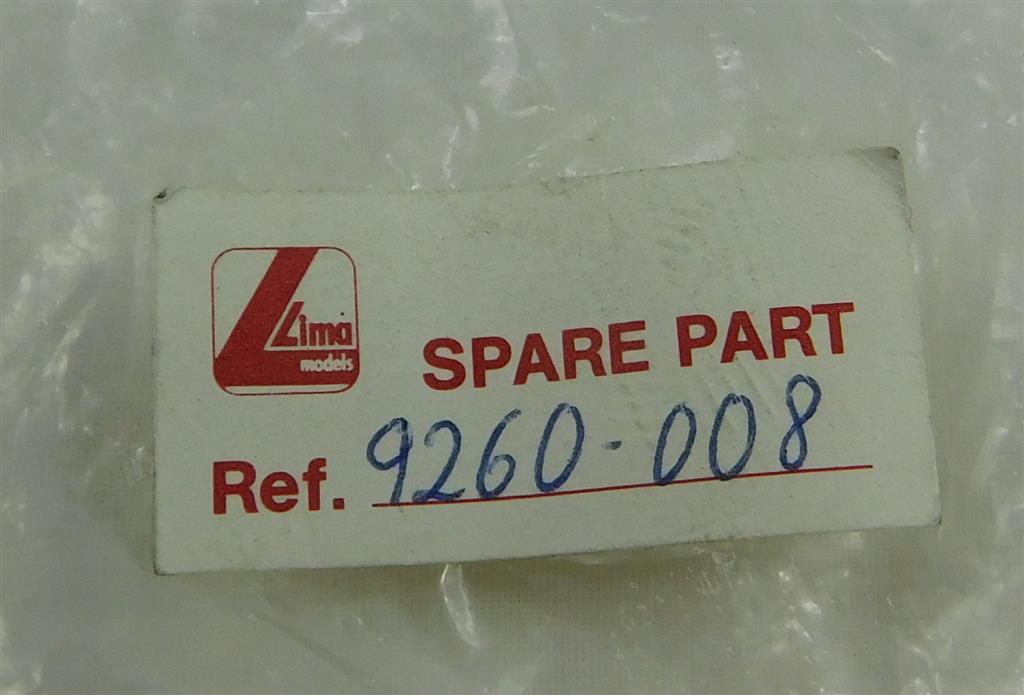 Lima
models
SPARE PART
Ref. 9260-008